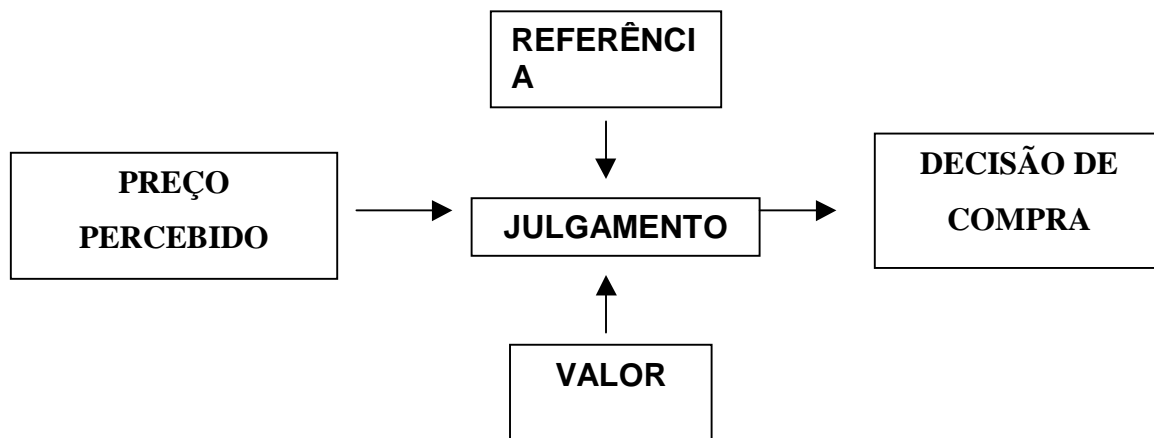 REFERÊNCI
A
PREÇO
PERCEBIDO
JULGAMENTO
DECISÃO DE
COMPRA
VALOR